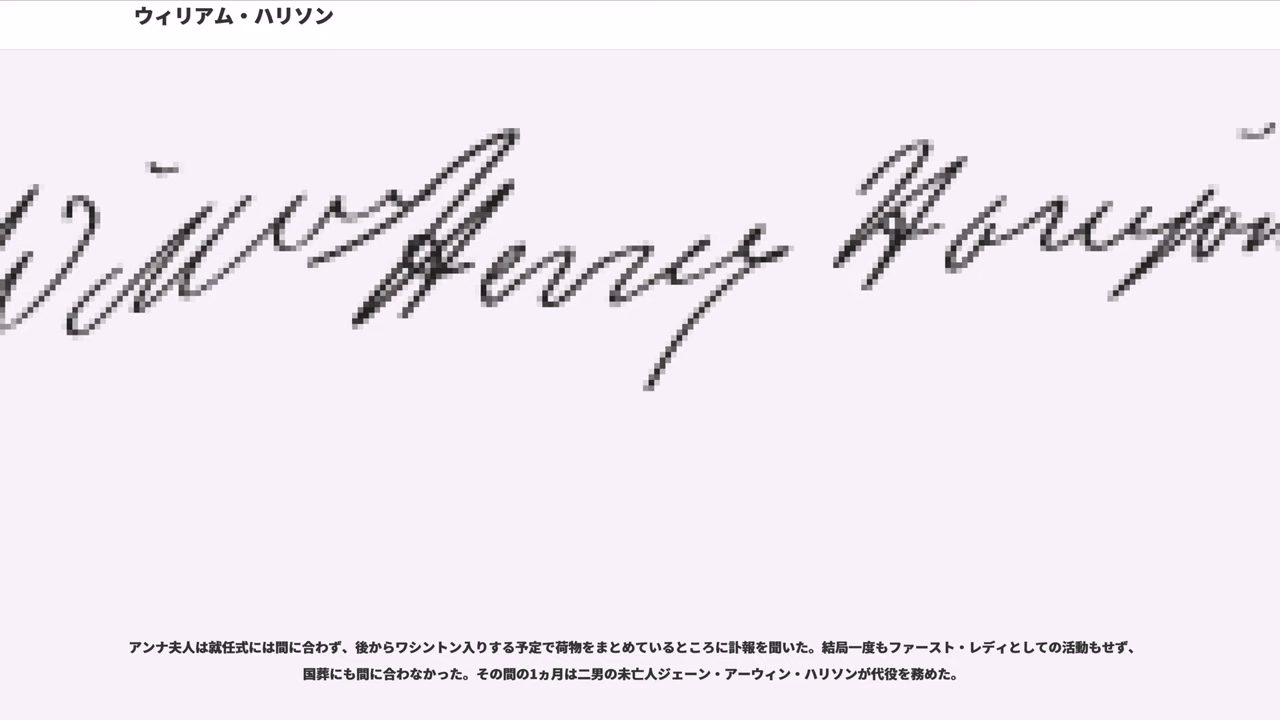 ウィリアム・ハリソン
Willm Henry Harrison
アンナ夫人は就任式には間に合わず、後からワシントン入りする予定で荷物をまとめているところに訃報を聞いた。結局一度もファースト・レディとしての活動もせず、
国葬にも間に合わなかった。その間の1ヵ月は二男の未亡人ジェーン・アーウィン・ハリソンが代役を務めた。